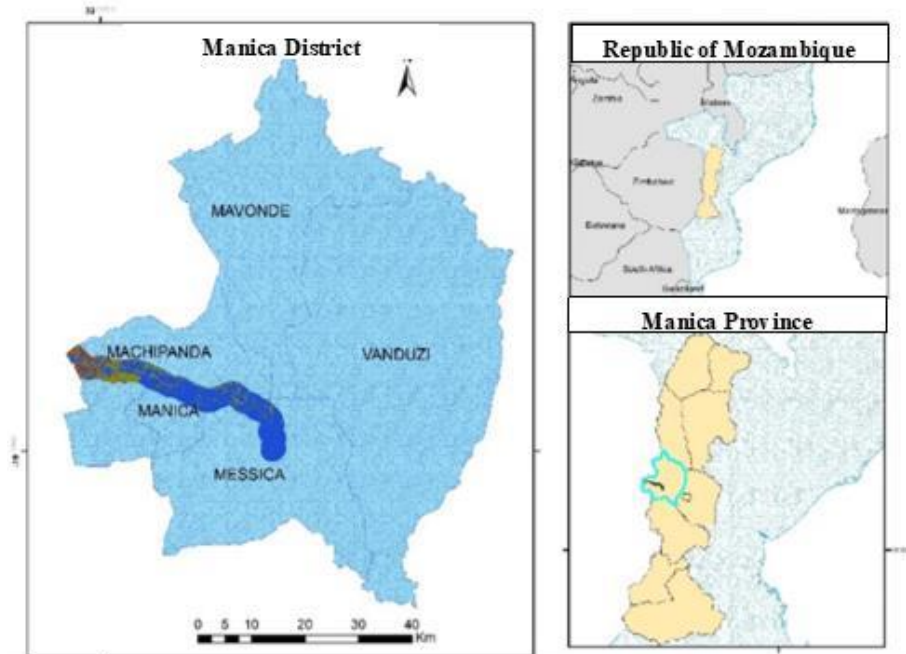 Manica District
MAVONDE
MACHIPANDA
VANDUZI
MANICA
MESSICA
0 5 10 20 30 40
Km
Republic of Mozambique
Zambia
Malawi
Zimbabwe
Botswana
South Africa
Swaziland
Manica Province